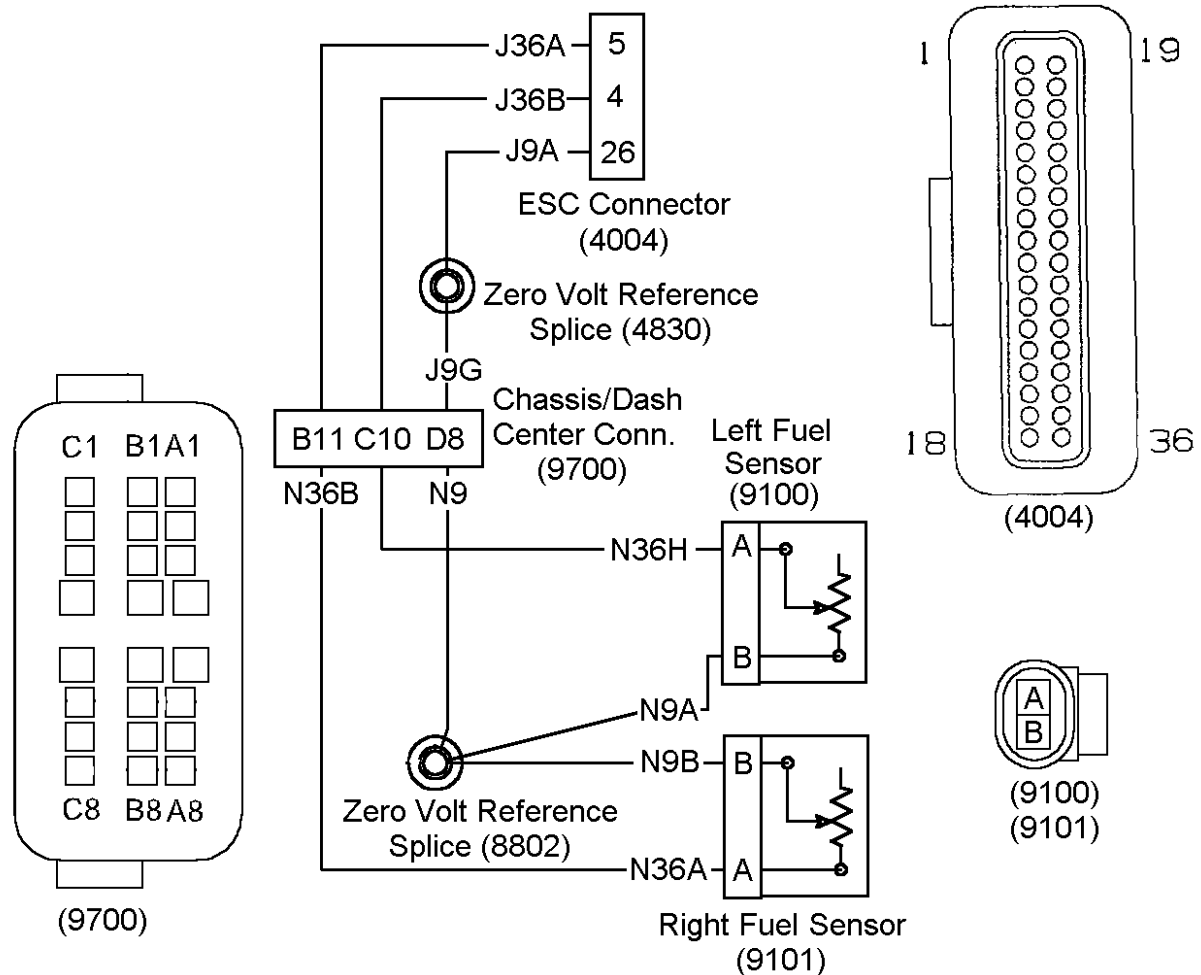 J36A
5
J36B
4
J9A
26
ESC Connector
(4004)
Zero Volt Reference
Splice (4830)
J9G
Chassis/Dash
Center Conn.
(9700)
B11 C10 D8
N36B
N9
1
19
18
36
(4004)
C1 B1 A1
C8 B8 A8
(9700)
Left Fuel
Sensor
(9100)
N36H
A
B
N9A
N9B
B
Zero Volt Reference
Splice (8802)
N36A
A
Right Fuel Sensor
(9101)
A
B
(9100)
(9101)